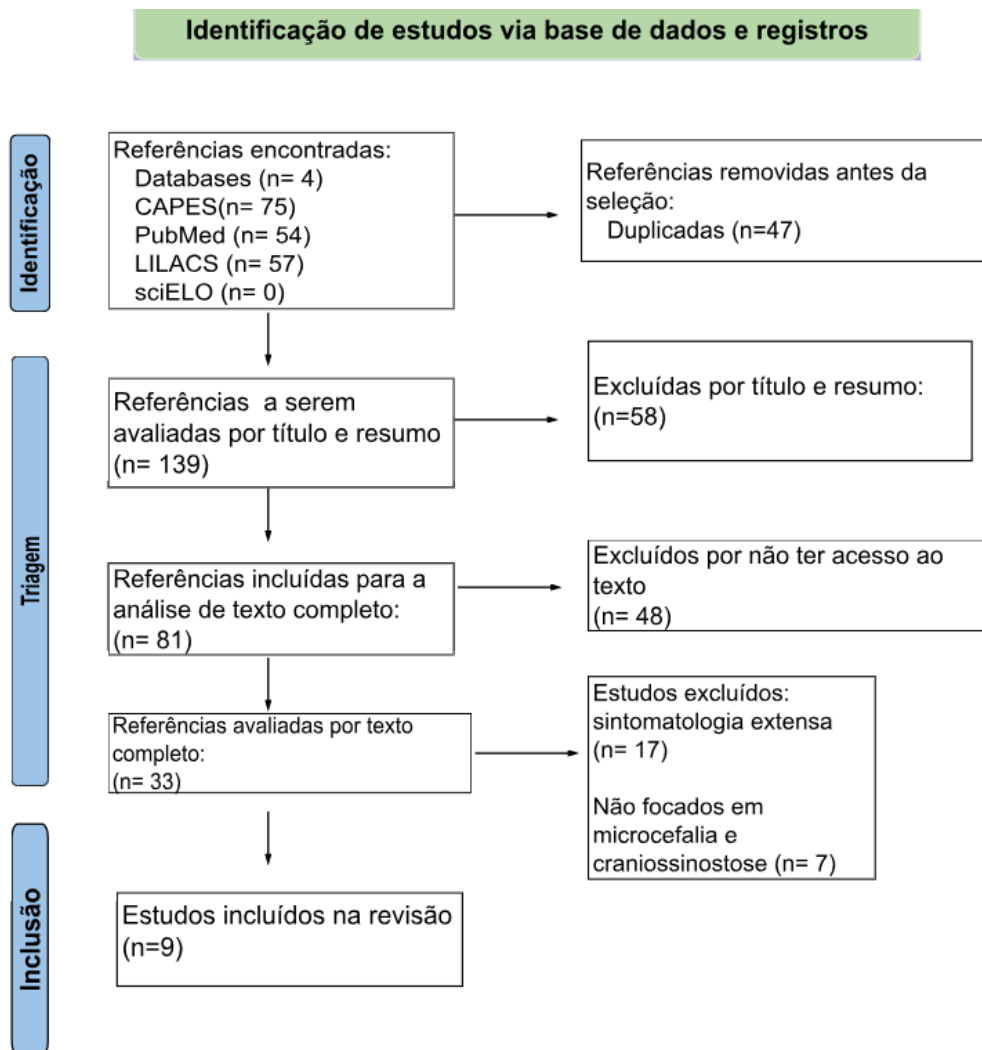 Identificação de estudos via base de dados e registros
Identificação
Referências encontradas:
Databases (n= 4)
CAPES(n= 75)
PubMed (n= 54)
LILACS (n= 57)
sciELO (n= 0)
Referências removidas antes da
seleção:
Duplicadas (n=47)
Triagem
Referências a serem
avaliadas por título e resumo
(n= 139)
Excluídas por título e resumo:
(n=58)
Referências incluídas para a
análise de texto completo:
(n= 81)
Excluídos por não ter acesso ao
texto
(n= 48)
Referências avaliadas por texto
completo:
(n= 33)
Estudos excluídos:
sintomatologia extensa
(n= 17)
Não focados em
microcefalia e
craniossinostose (n= 7)
Inclusão
Estudos incluídos na revisão
(n=9)